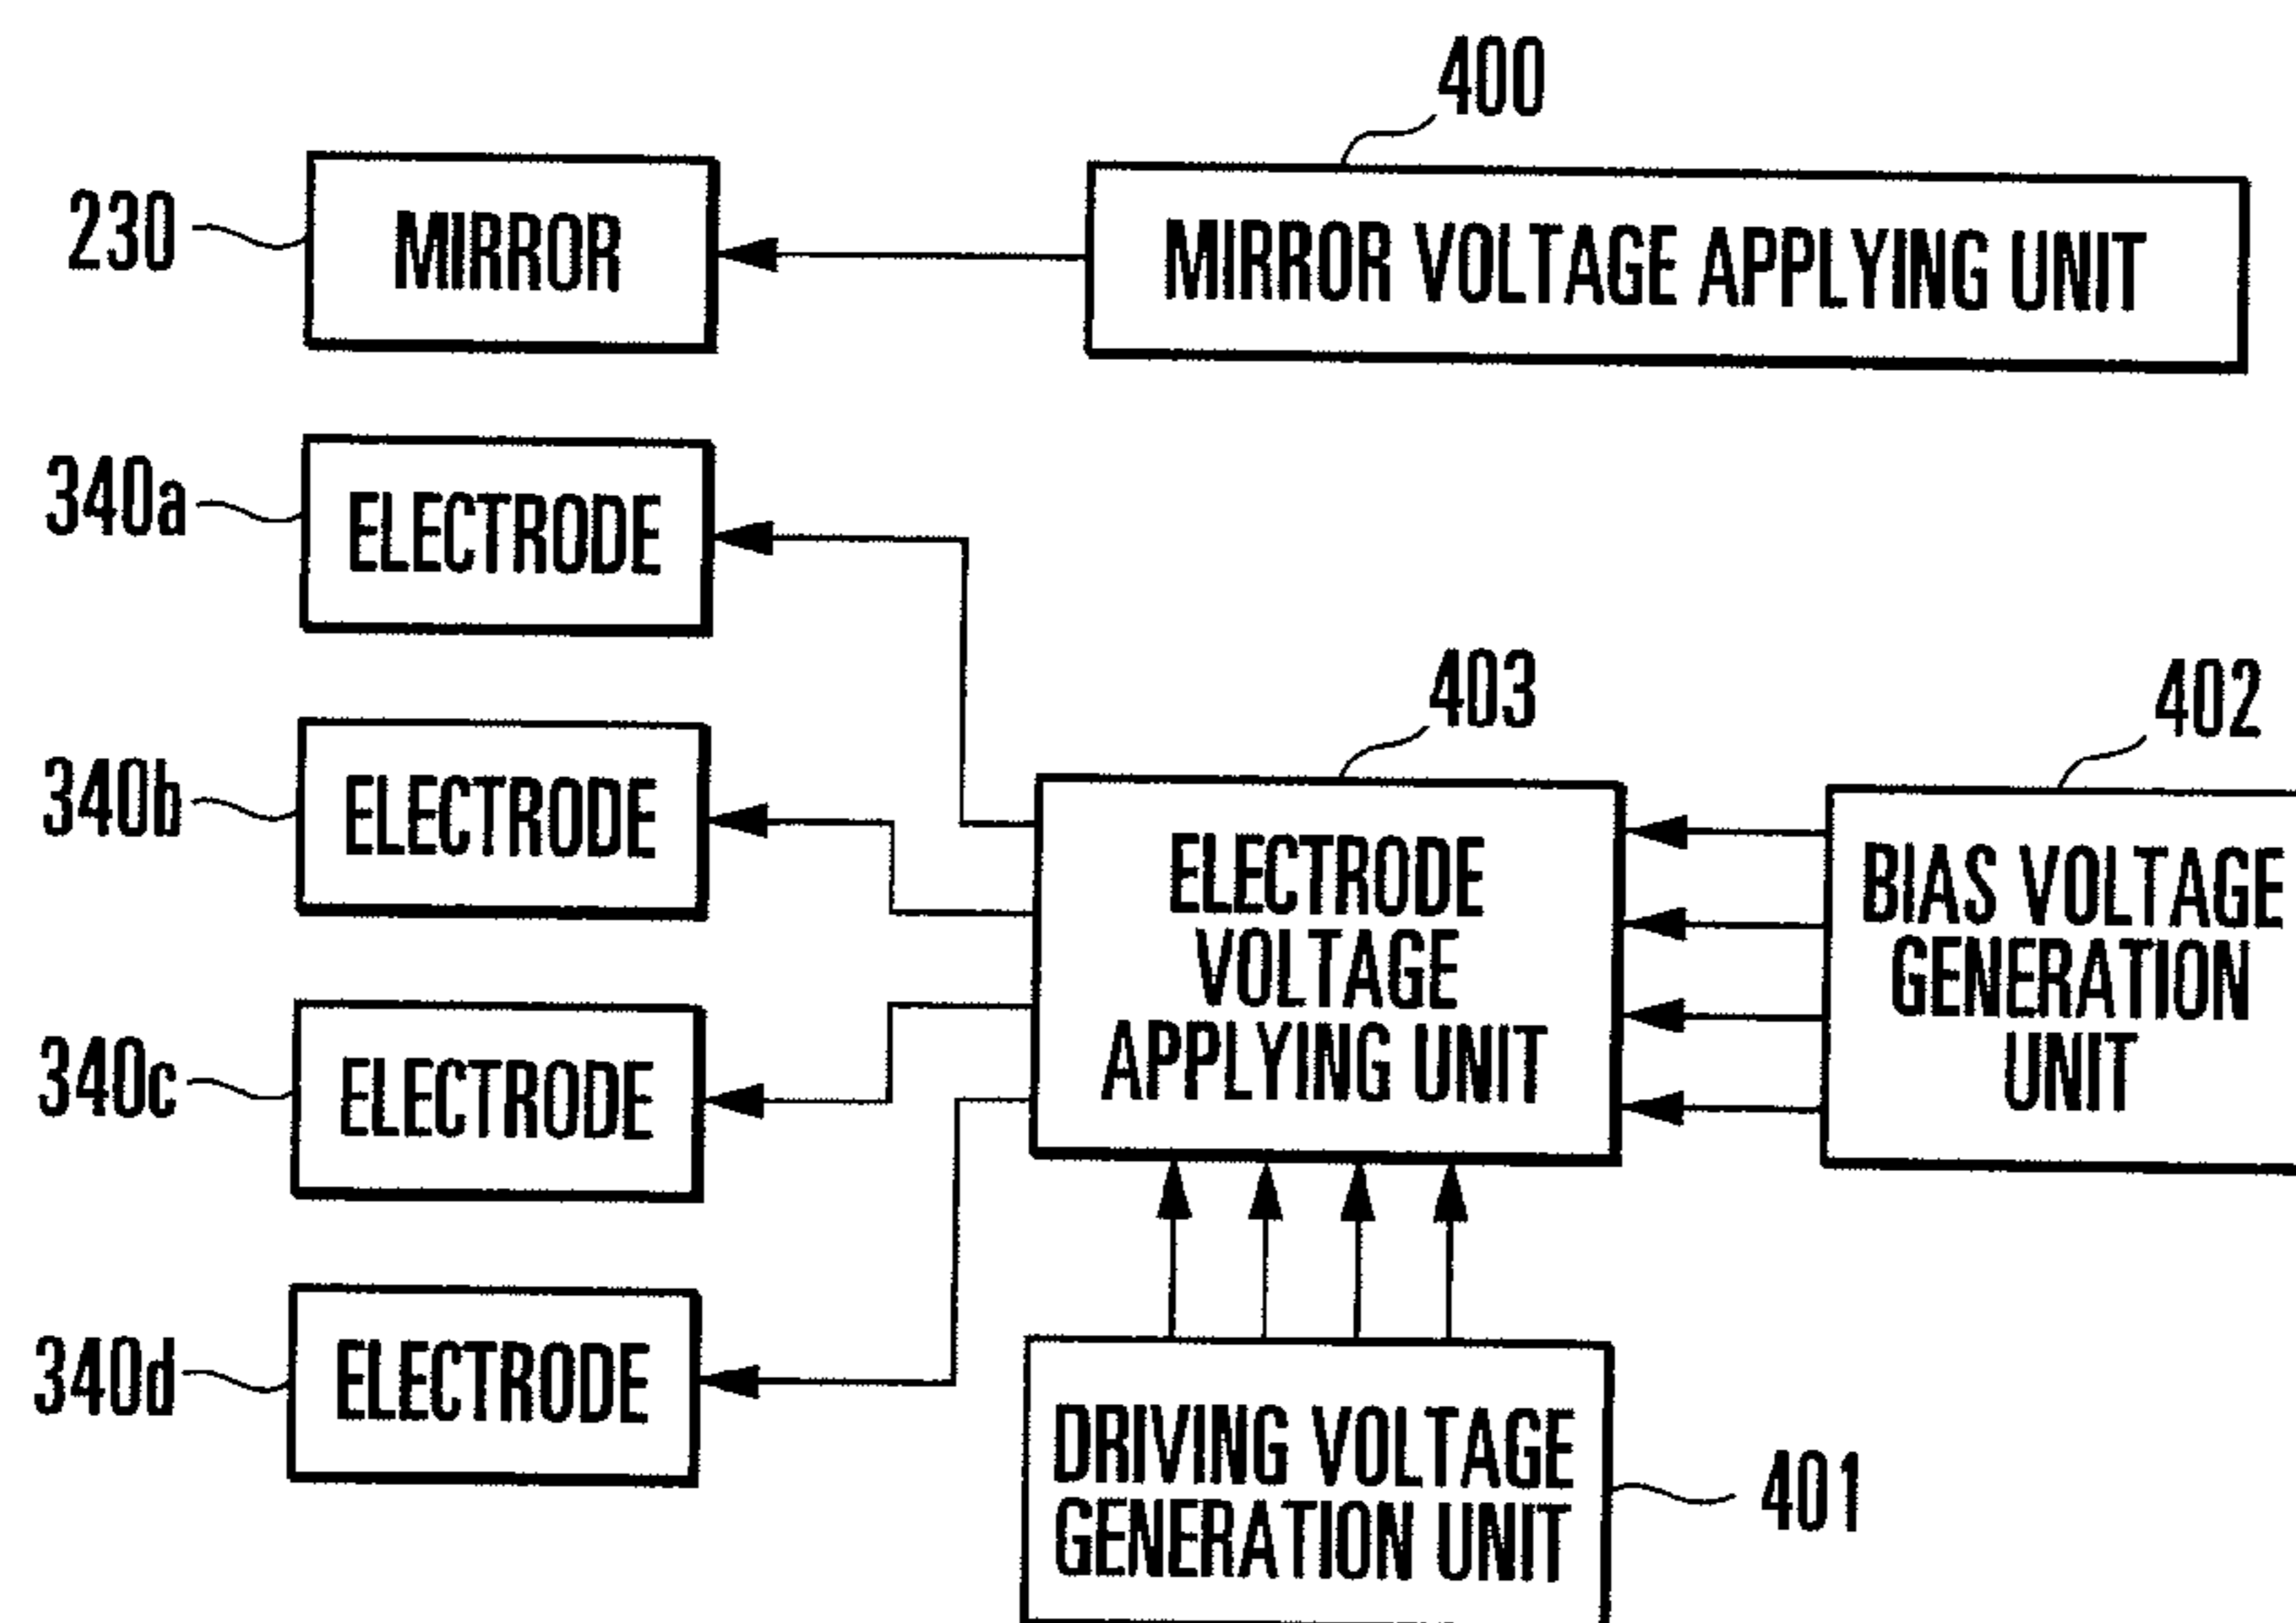 400
230
MIRROR
MIRROR VOLTAGE APPLYING UNIT
340a
ELECTRODE
403
402
340b
ELECTRODE
ELECTRODE
VOLTAGE
APPLYING UNIT
BIAS VOLTAGE
GENERATION
UNIT
340c
ELECTRODE
340d
ELECTRODE
DRIVING VOLTAGE
GENERATION UNIT
401